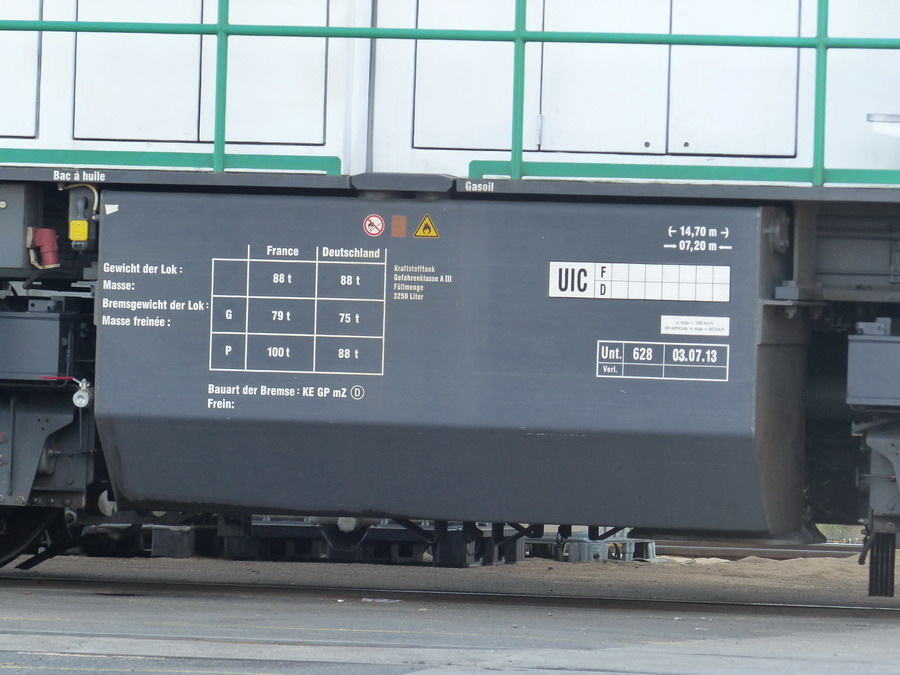 Bac à huile
Gasoil
14,70 m
07,20 m
France Deutschland
Gewicht der Lok :
Masse:
88 t 88 t
Bremsgewicht der Lok :
Masse freinée :
G 79 t 75 t
P 100 t 88 t
Kraftstofftank
Gefahrenklasse A III
Füllmenge
3250 Liter
Bauart der Bremse : KE GP mZ D
Frein:
UIC F
D
Unt. 628 03.07.13
Verl.